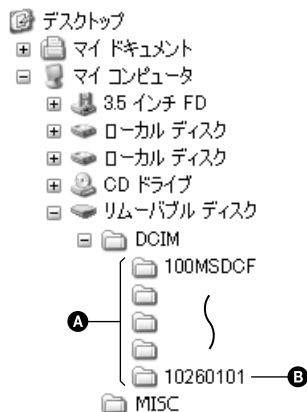 デスクトップ
マイ ドキュメント
マイ コンピュータ
3.5 インチ FD
ローカル ディスク
ローカル ディスク
CD ドライブ
リムーバブル ディスク
DCIM
100MSDCF
A
10260101
B
MISC